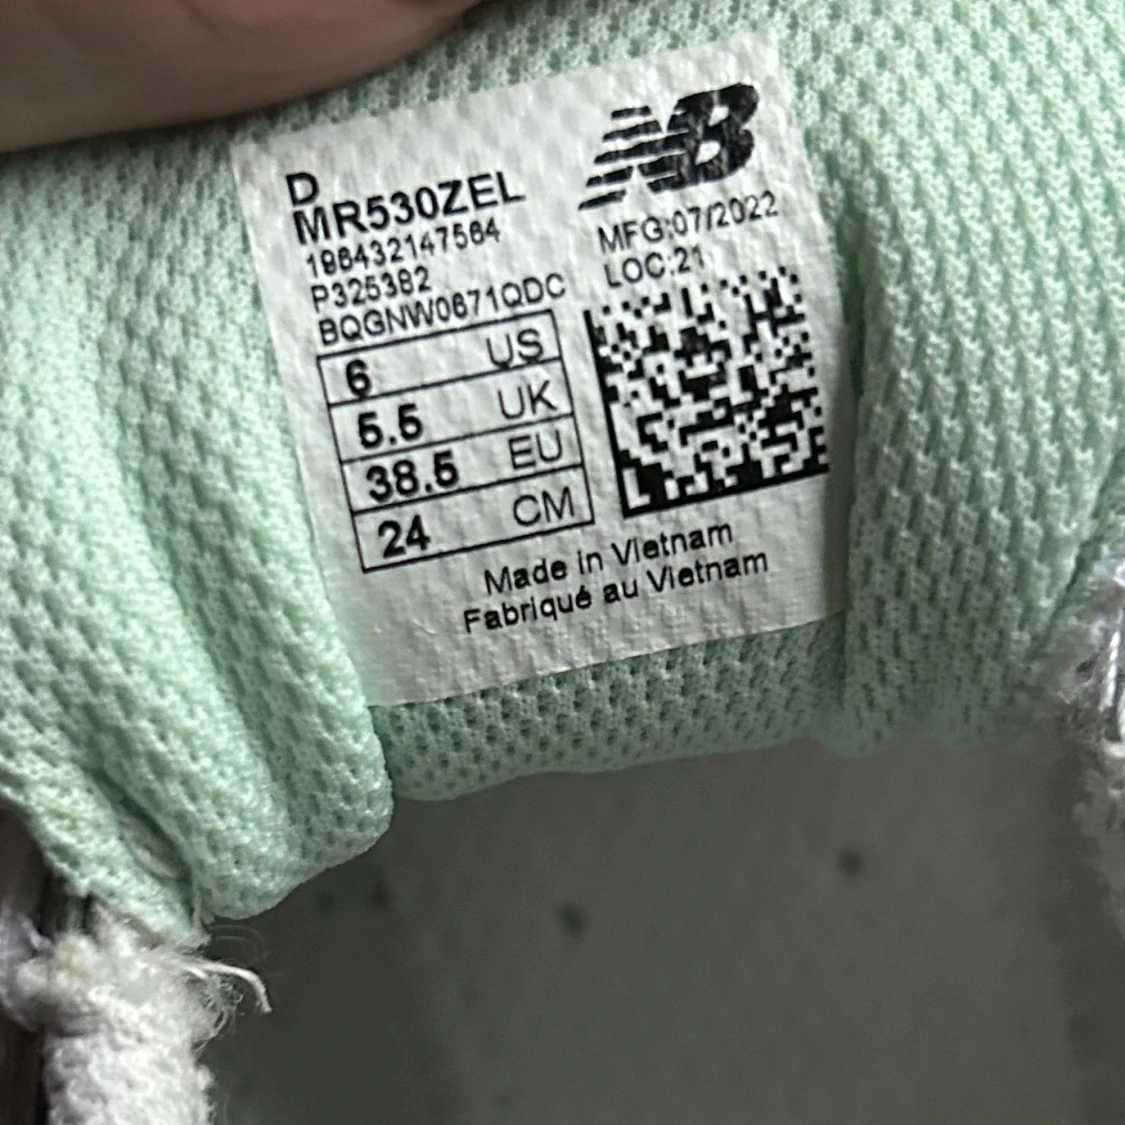 NB
D
MR530ZEL
196432147564
P325382
BQGNW0671QDC
MFG:07/2022
LOC:21
6 US
5.5 UK
38.5 EU
24 CM
Made in Vietnam
Fabriqué au Vietnam